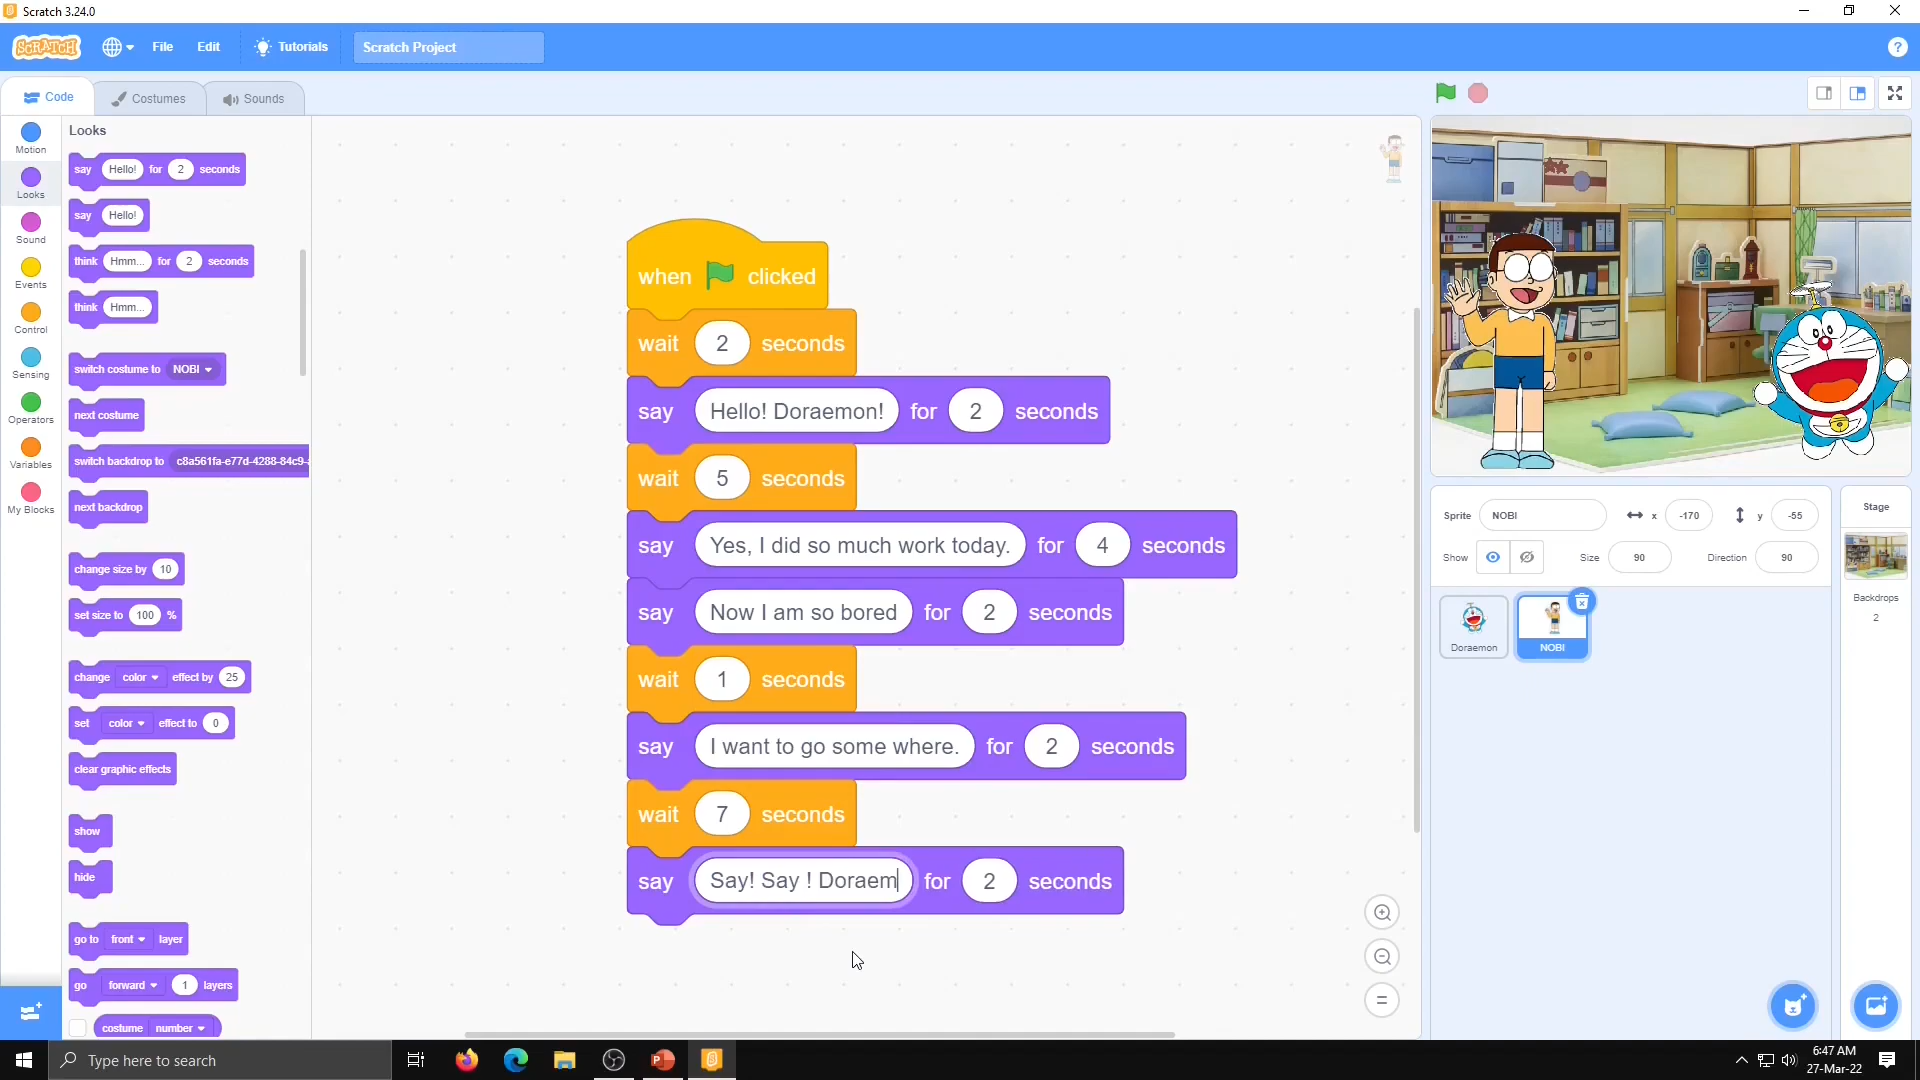 Scratch 3.24.0
SCRATCH
File
Edit
Tutorials
Scratch Project
Code
Costumes
Sounds
Motion
Looks
Sound
Events
Control
Sensing
Operators
Variables
My Blocks
Looks
say Hello! for 2 seconds
say Hello!
think Hmm... for 2 seconds
think Hmm...
switch costume to NOBI
next costume
switch backdrop to c8a561fa-e77d-4288-84c9-
next backdrop
change size by 10
set size to 100 %
change color effect by 25
set color effect to 0
clear graphic effects
show
hide
go to front layer
go forward 1 layers
costume number
when clicked
wait 2 seconds
say Hello! Doraemon! for 2 seconds
wait 5 seconds
say Yes, I did so much work today. for 4 seconds
say Now I am so bored for 2 seconds
wait 1 seconds
say I want to go some where. for 2 seconds
wait 7 seconds
say Say! Say ! Doraem for 2 seconds
Sprite NOBI x -170 y -55
Show Size 90 Direction 90
Doraemon
NOBI
Stage
Backdrops
2
Type here to search
6:47 AM
27-Mar-22